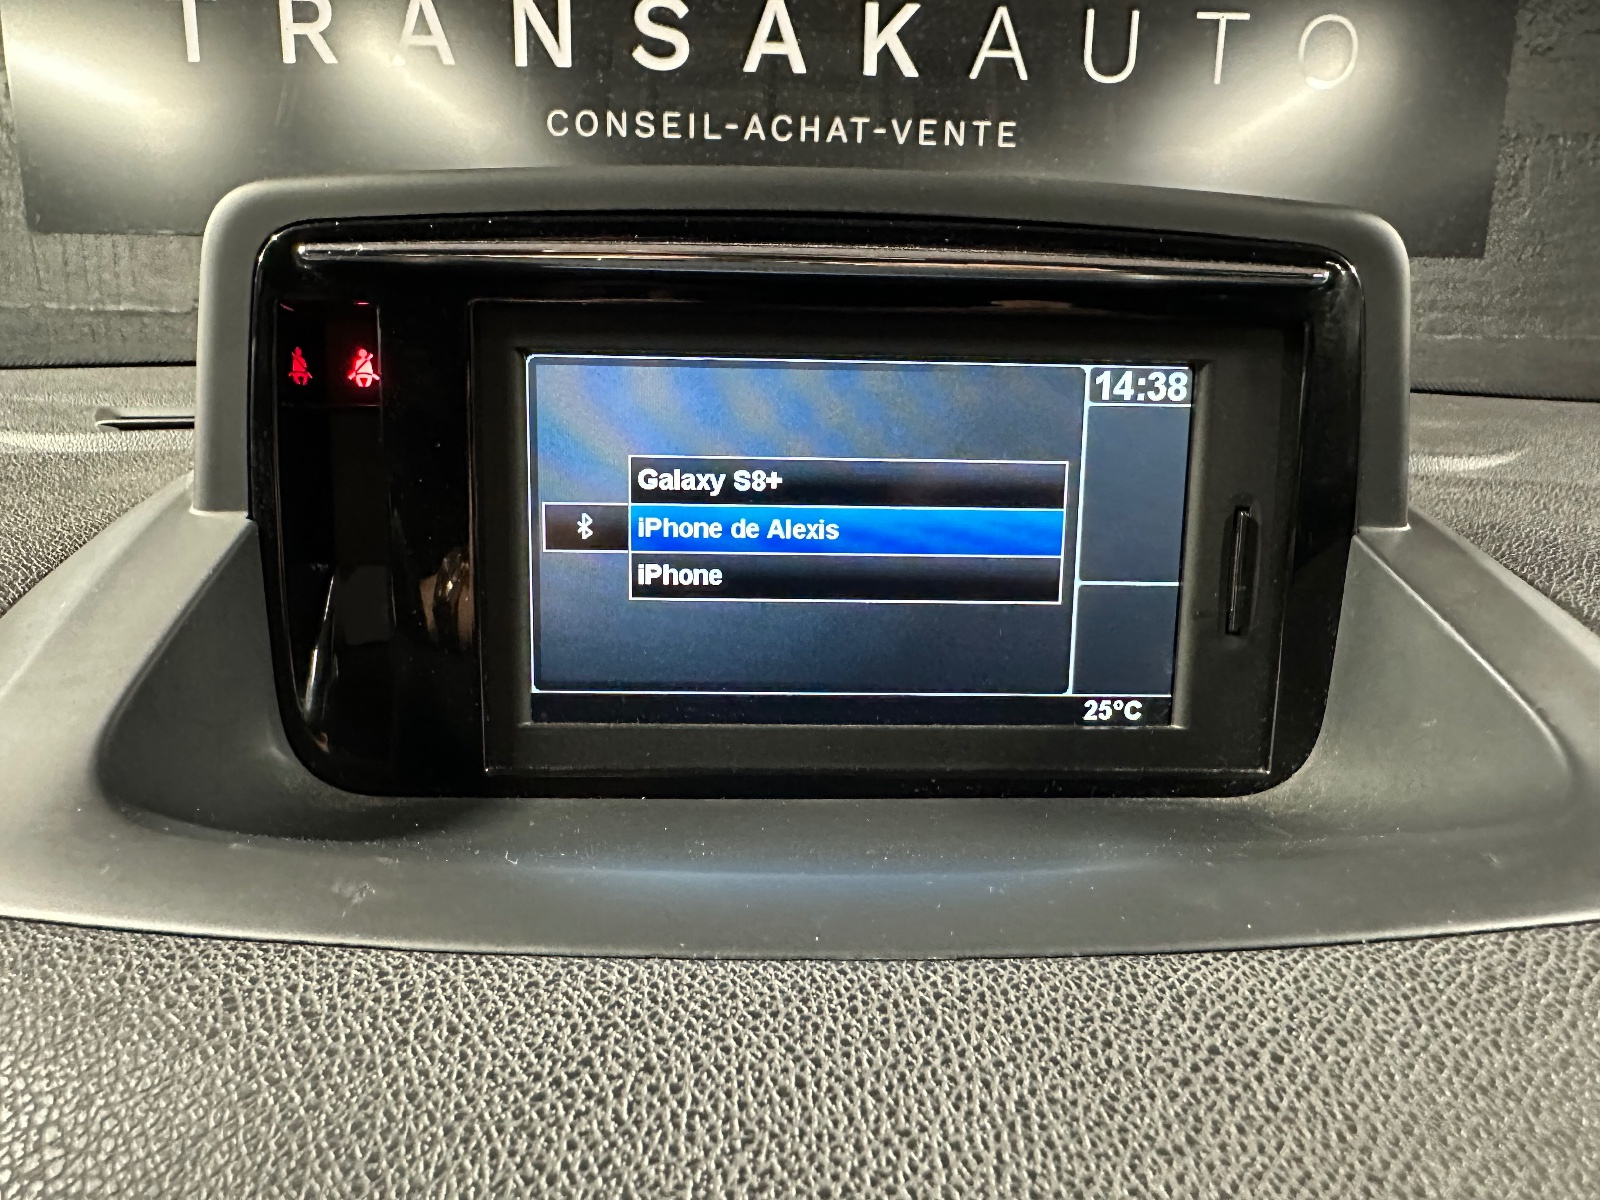 TRANSAKAUTO
CONSEIL-ACHAT-VENTE
14:38
Galaxy S8+
iPhone de Alexis
iPhone
25°C